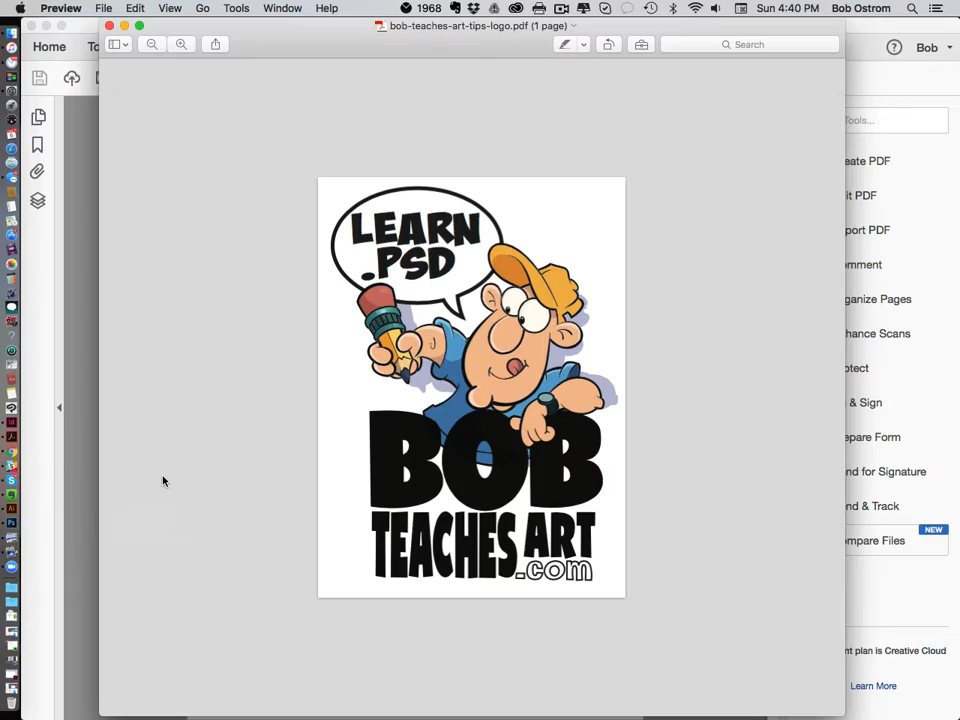 Preview File Edit View Go Tools Window Help 1968 Sun 4:40 PM Bob Ostrom
bob-teaches-art-tips-logo.pdf (1 page)
Search
Home To
Bob
Tools...
eate PDF
it PDF
port PDF
omment
ganize Pages
hance Scans
otect
& Sign
epare Form
nd for Signature
nd & Track
NEW
ompare Files
nt plan is Creative Cloud
Learn More
LEARN
.PSD
BOB
TEACHES ART
.com